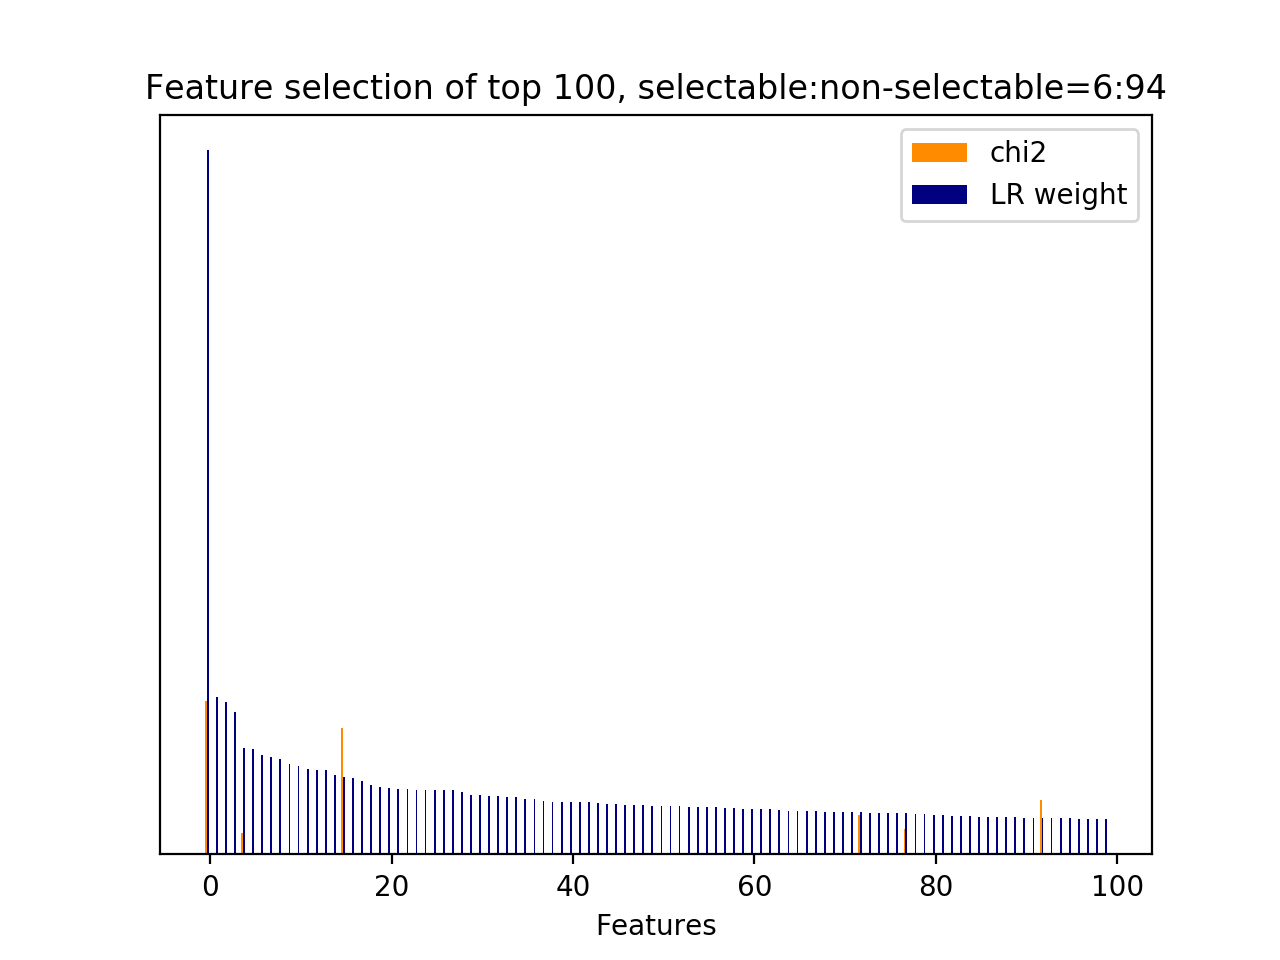 Feature selection of top 100, selectable:non-selectable=6:94
chi2
LR weight
0 20 40 60 80 100
Features